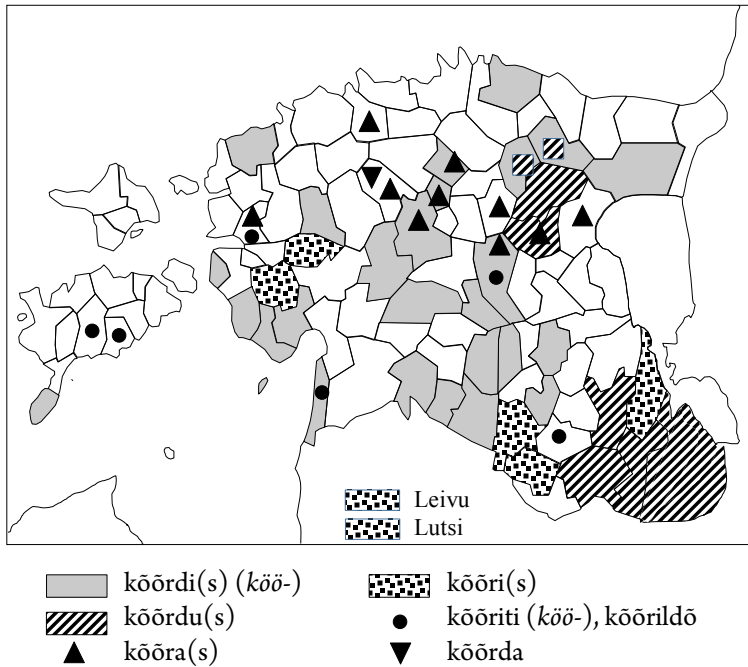 Leivu
Lutsi
kõõrdi(s) (köö-)
kõõri(s)
kõõrdu(s)
kõõriti (köö-), kõõrildõ
kõõra(s)
kõõrda